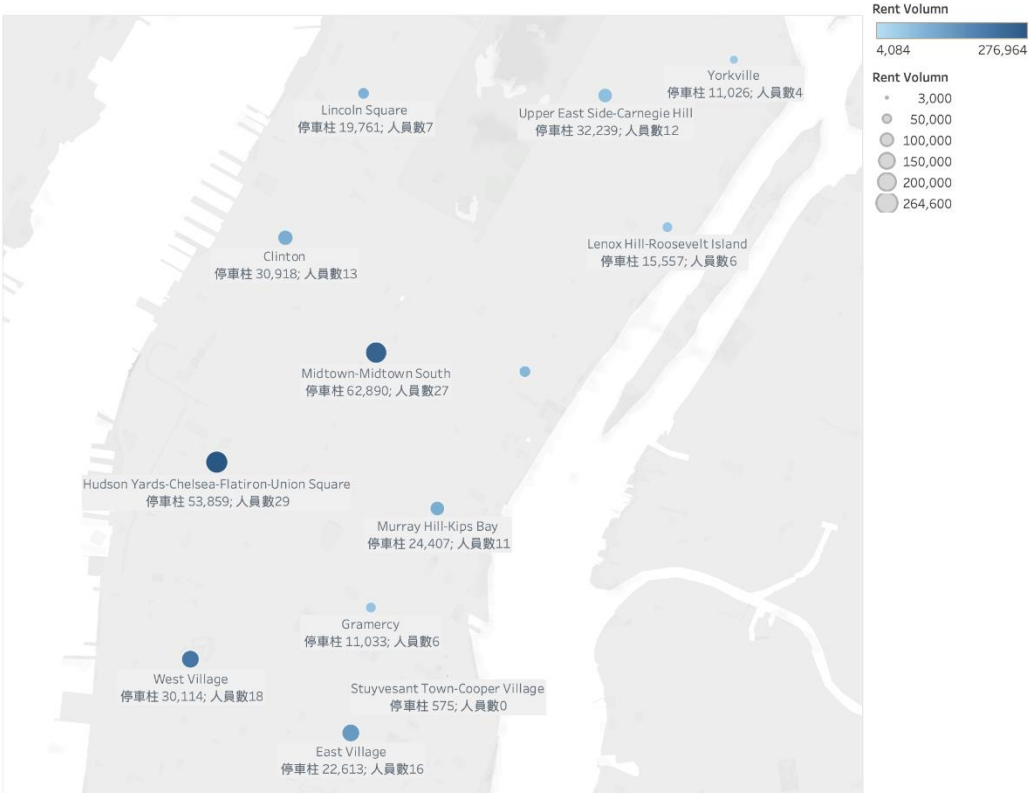 Rent Volumn
4,084 276,964
Rent Volumn
3,000
50,000
100,000
150,000
200,000
264,600
Yorkville
停車柱 11,026; 人員數4
Lincoln Square
停車柱 19,761; 人員數7
Upper East Side-Carnegie Hill
停車柱 32,239; 人員數12
Clinton
停車柱 30,918; 人員數13
Lenox Hill-Roosevelt Island
停車柱 15,557; 人員數6
Midtown-Midtown South
停車柱 62,890; 人員數27
Hudson Yards-Chelsea-Flatiron-Union Square
停車柱 53,859; 人員數29
Murray Hill-Kips Bay
停車柱 24,407; 人員數11
Gramercy
停車柱 11,033; 人員數6
West Village
停車柱 30,114; 人員數18
Stuyvesant Town-Cooper Village
停車柱 575; 人員數0
East Village
停車柱 22,613; 人員數16